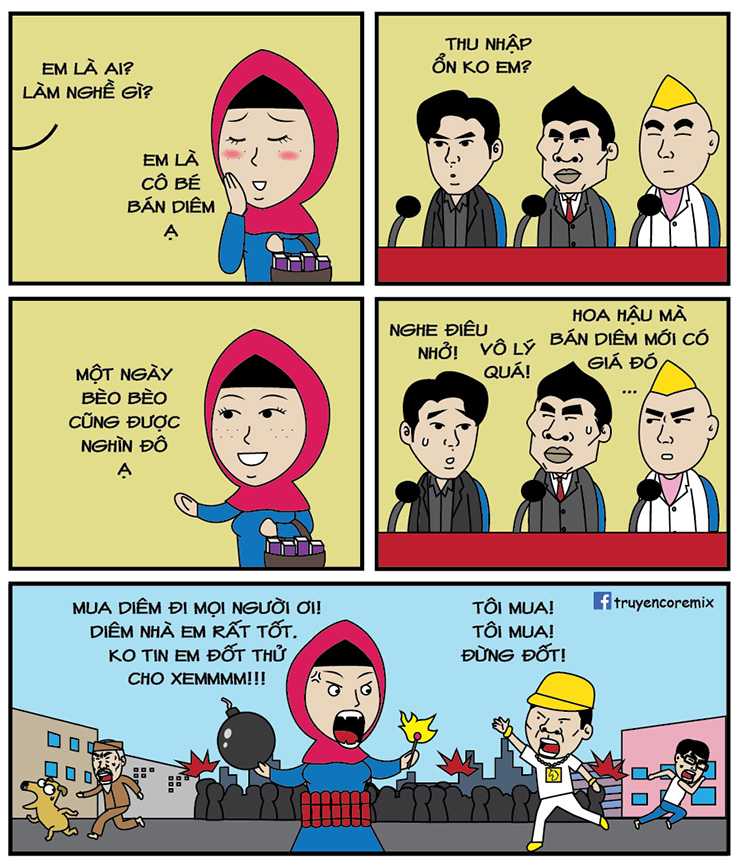 EM LÀ AI?
LÀM NGHỀ GÌ?
EM LÀ
CÔ BÉ
BÁN DIÊM
Ạ
THU NHẬP
ỔN KO EM?
MỘT NGÀY
BÈO BÈO
CŨNG ĐƯỢC
NGHÌN ĐÔ
Ạ
NGHE ĐIÊU
NHỞ!
VÔ LÝ
QUÁ!
HOA HẬU MÀ
BÁN DIÊM MỚI CÓ
GIÁ ĐÓ
...
MUA DIÊM ĐI MỌI NGƯỜI ƠI!
DIÊM NHÀ EM RẤT TỐT.
KO TIN EM ĐỐT THỬ
CHO XEMMMM!!!
TÔI MUA!
TÔI MUA!
ĐỪNG ĐỐT!
f truyencoremix